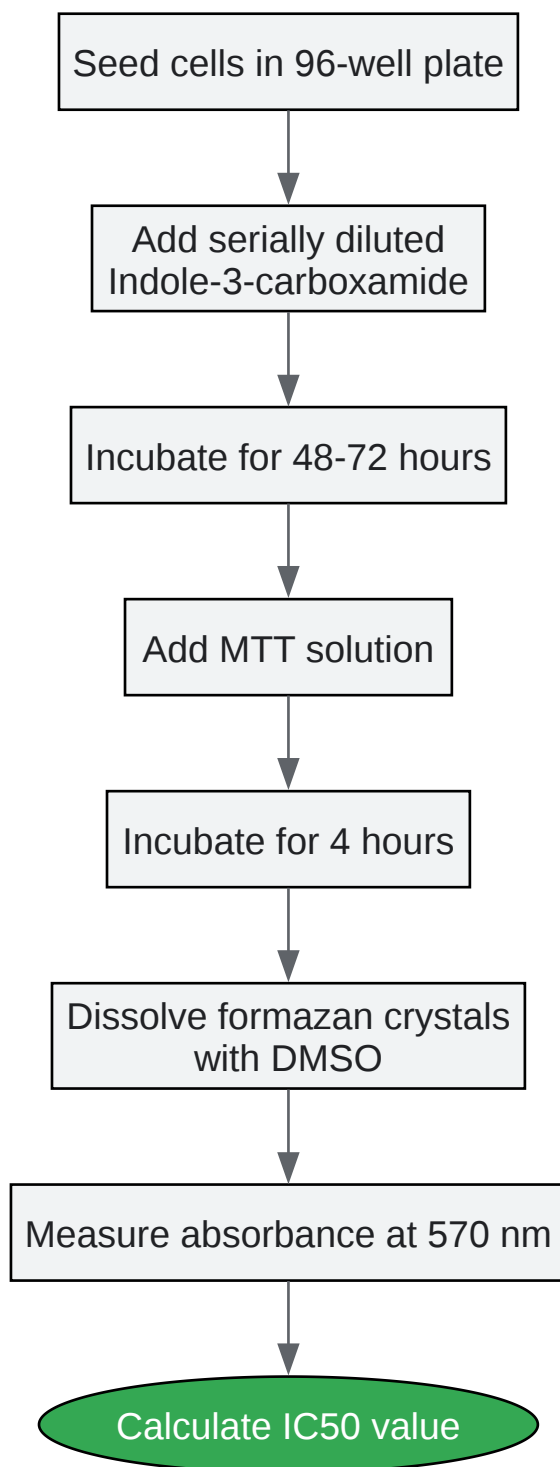 Seed cells in 96-well plate
Add serially diluted
Indole-3-carboxamide
Incubate for 48-72 hours
Add MTT solution
Incubate for 4 hours
Dissolve formazan crystals
with DMSO
Measure absorbance at 570 nm
Calculate IC50 value